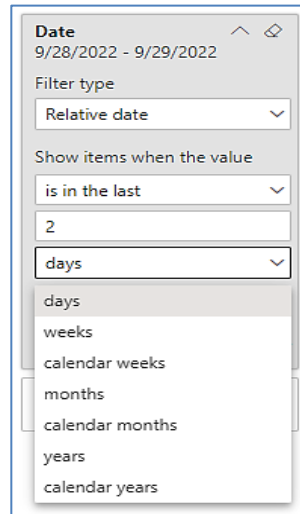 Date
9/28/2022 - 9/29/2022
Filter type
Relative date
Show items when the value
is in the last
2
days
days
weeks
calendar weeks
months
calendar months
years
calendar years